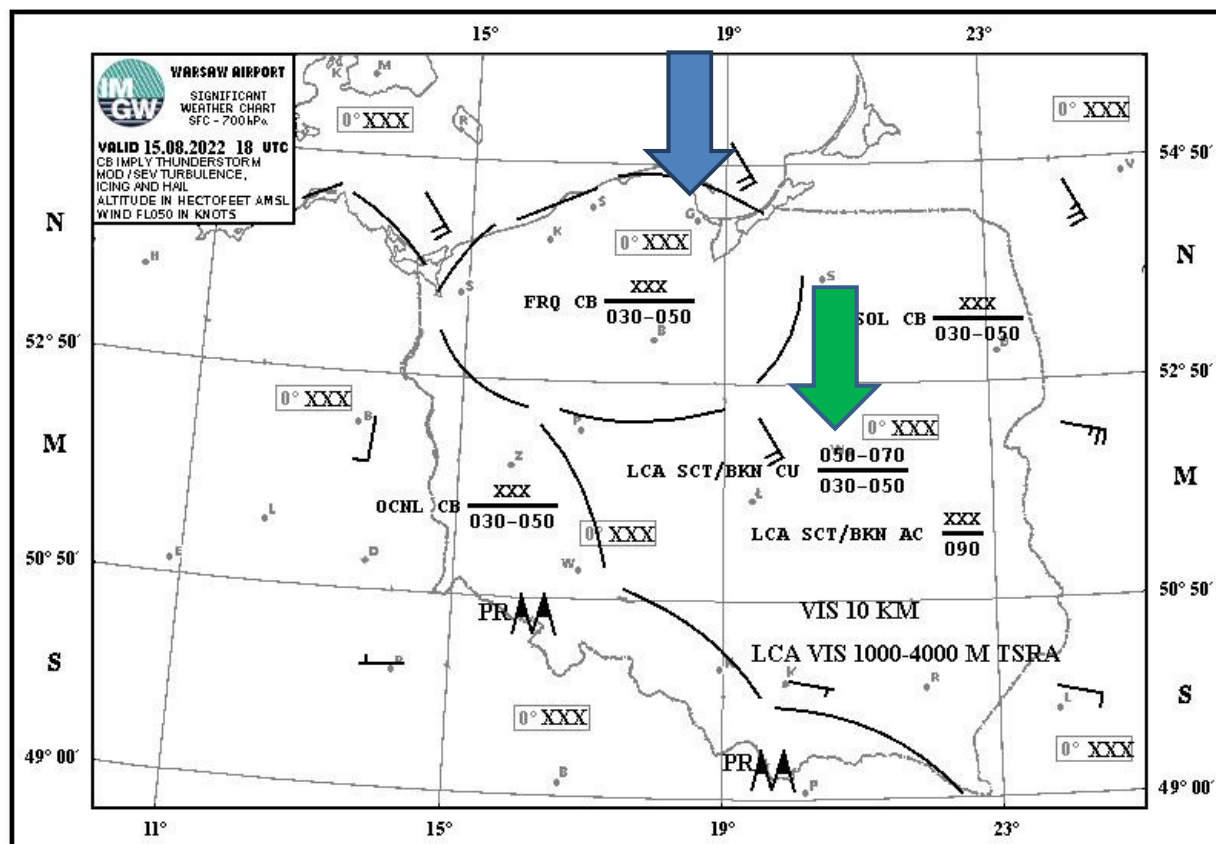 15°
19°
23°
IM
GW
WARSAW AIRPORT
SIGNIFICANT
WEATHER CHART
SFC - 700hPa
VALID 15.08.2022 18 UTC
CB IMPLY THUNDERSTORM
MOD / SEV TURBULENCE,
ICING AND HAIL
ALTITUDE IN HECTOFEET AMSL
WIND FL050 IN KNOTS
M
K
R
0° XXX
0° XXX
54° 50′
V
N
N
H
S
K
S
G
0° XXX
S
FRQ CB
XXX
030-050
B
SOL CB
XXX
030-050
B
52° 50′
52° 50′
0° XXX
B
P
0° XXX
M
M
Z
LCA SCT/BKN CU
050-070
030-050
W
Ł
OCNL CB
XXX
030-050
L
0° XXX
LCA SCT/BKN AC
XXX
090
50° 50′
50° 50′
E
D
W
PR
VIS 10 KM
LCA VIS 1000-4000 M TSRA
S
S
P
K
K
R
L
0° XXX
0° XXX
PR
49° 00′
49° 00′
B
P
11°
15°
19°
23°